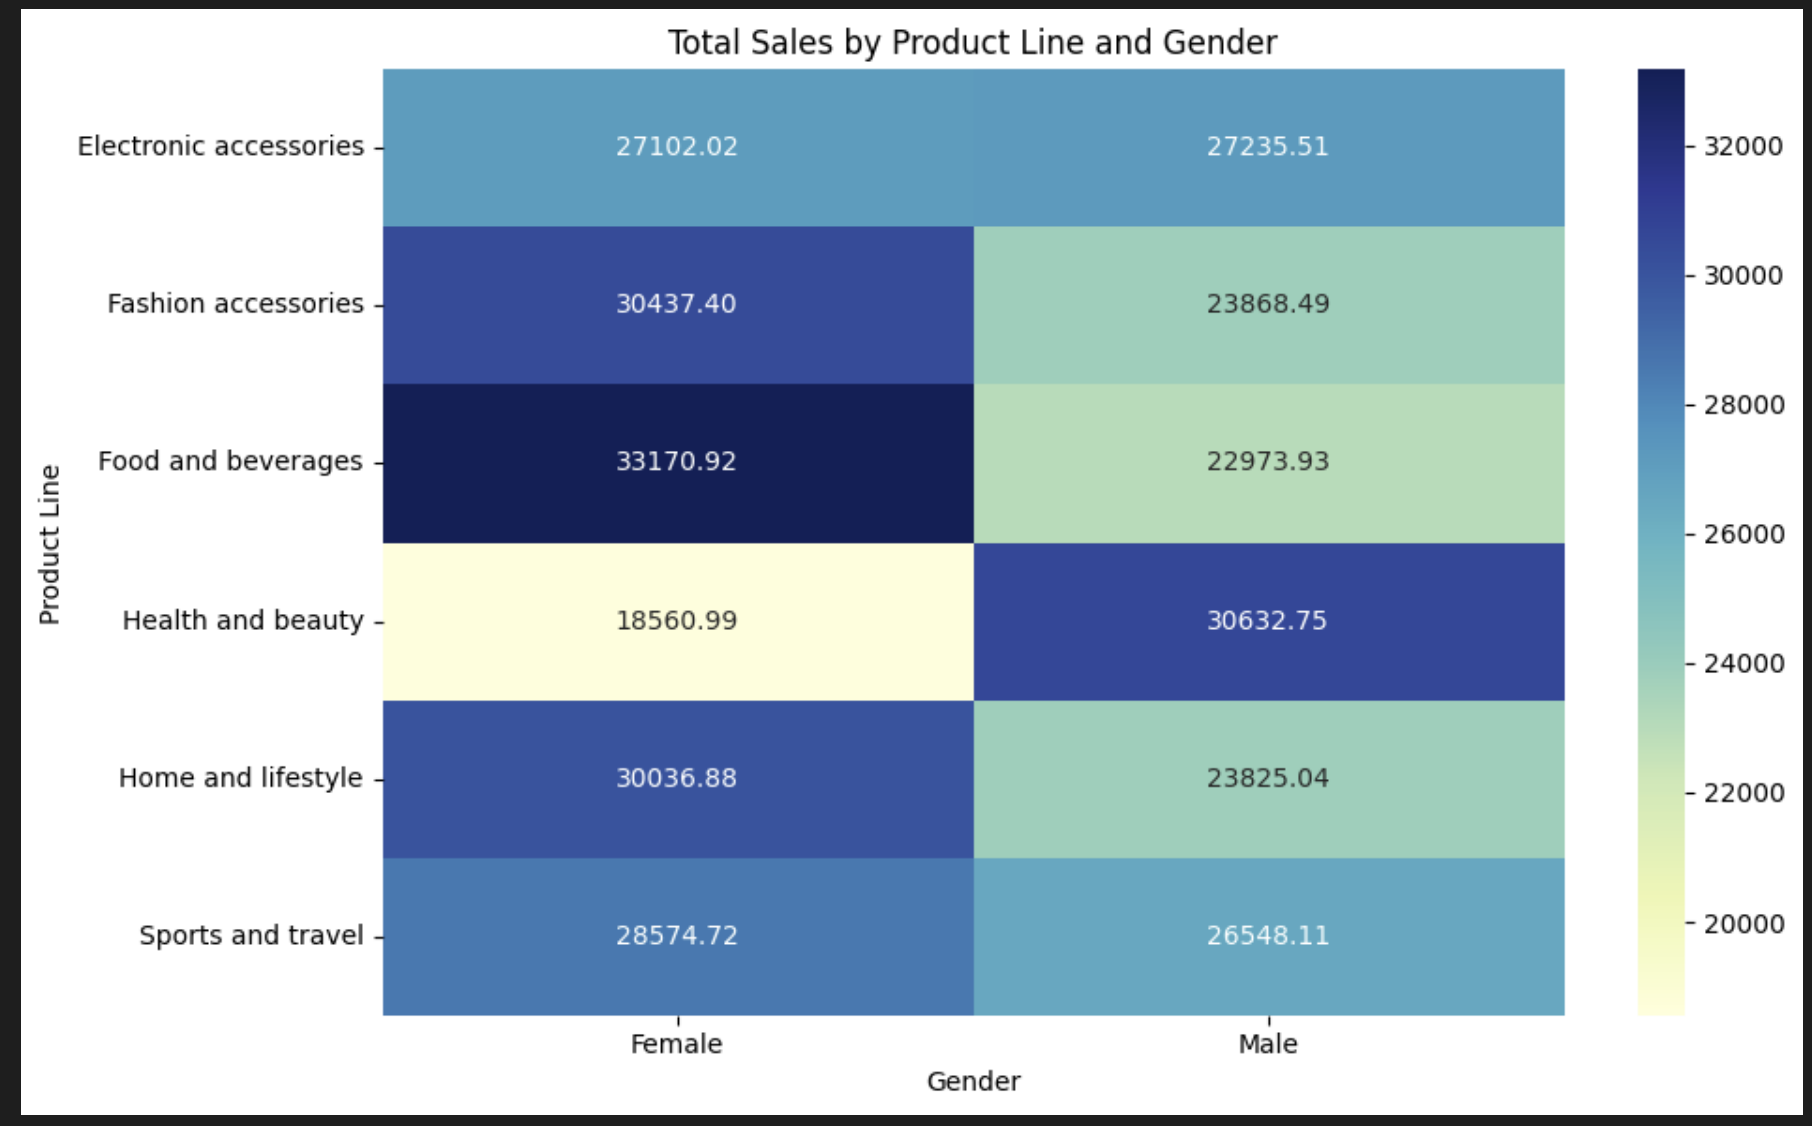 Total Sales by Product Line and Gender
Electronic accessories
27102.02
27235.51
Fashion accessories
30437.40
23868.49
Food and beverages
33170.92
22973.93
Health and beauty
18560.99
30632.75
Home and lifestyle
30036.88
23825.04
Sports and travel
28574.72
26548.11
Product Line
Female
Male
Gender
32000
30000
28000
26000
24000
22000
20000